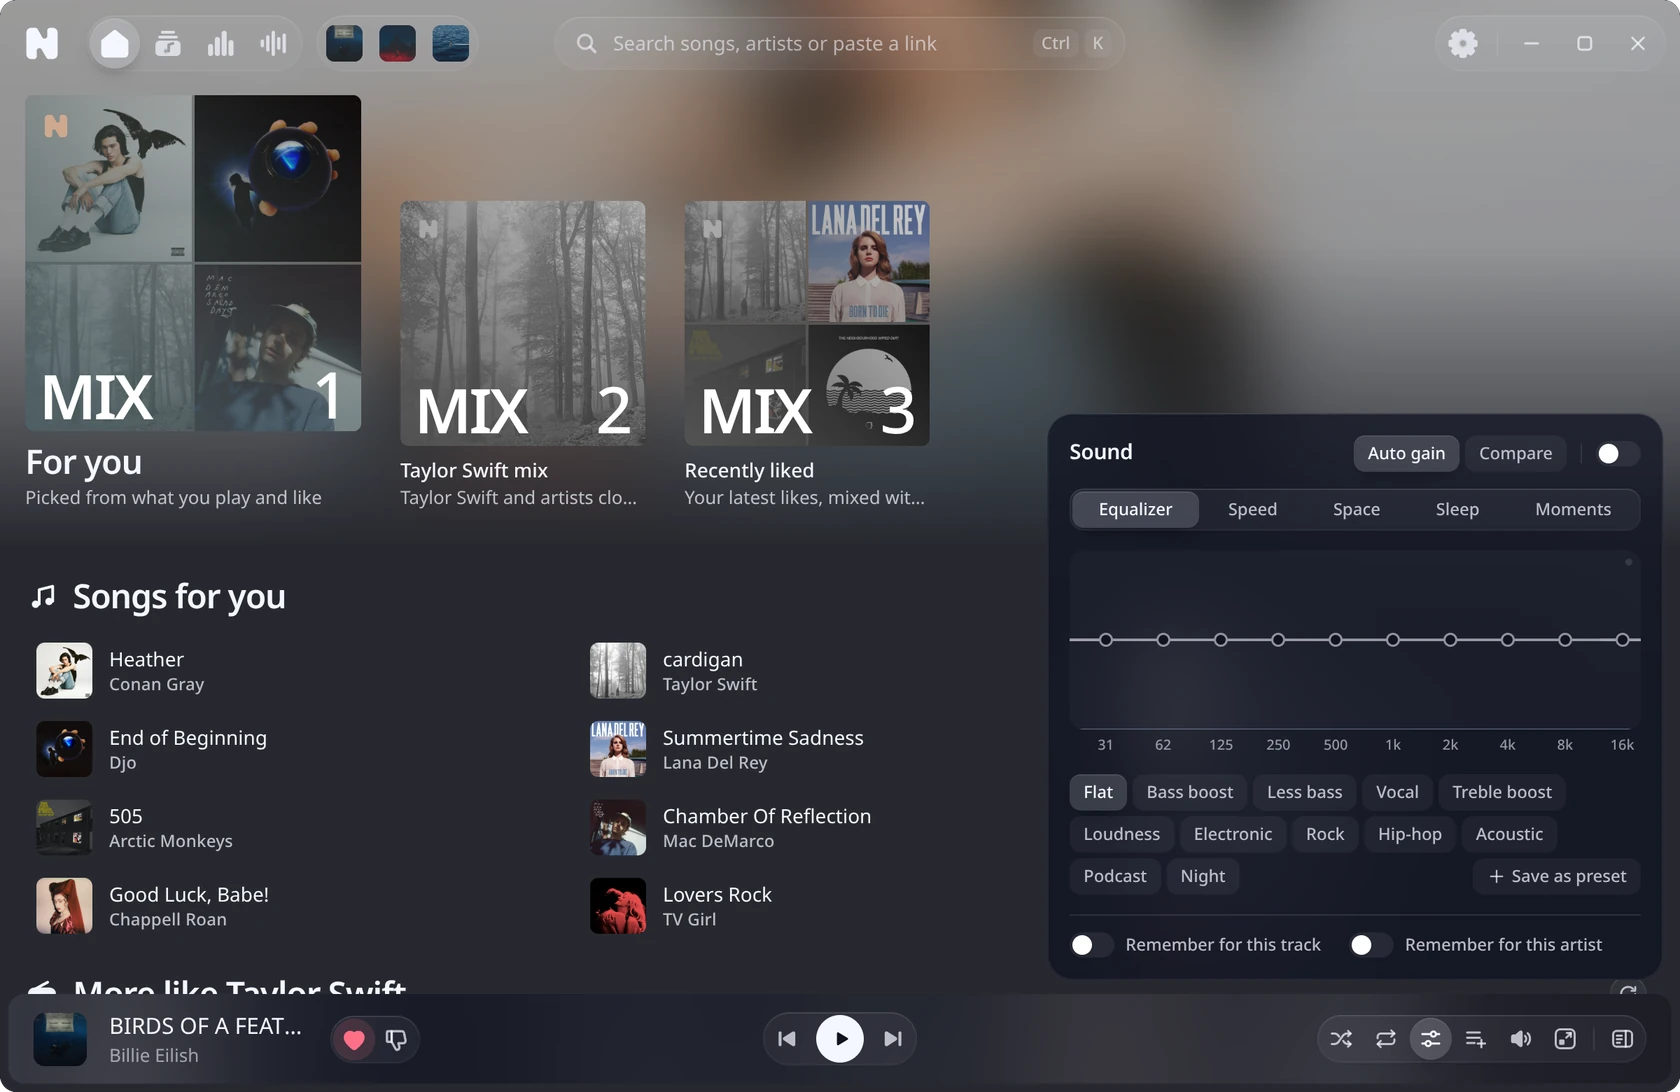 Search songs, artists or paste a link
Ctrl K
MIX 1
For you
Picked from what you play and like
MIX 2
Taylor Swift mix
Taylor Swift and artists clo...
LANA DEL REY
BORN TO DIE
MIX 3
Recently liked
Your latest likes, mixed wit...
Songs for you
Heather
Conan Gray
cardigan
Taylor Swift
End of Beginning
Djo
Summertime Sadness
Lana Del Rey
505
Arctic Monkeys
Chamber Of Reflection
Mac DeMarco
Good Luck, Babe!
Chappell Roan
Lovers Rock
TV Girl
More like Taylor Swift
Sound
Auto gain Compare
Equalizer Speed Space Sleep Moments
31 62 125 250 500 1k 2k 4k 8k 16k
Flat Bass boost Less bass Vocal Treble boost
Loudness Electronic Rock Hip-hop Acoustic
Podcast Night + Save as preset
Remember for this track Remember for this artist
BIRDS OF A FEAT...
Billie Eilish